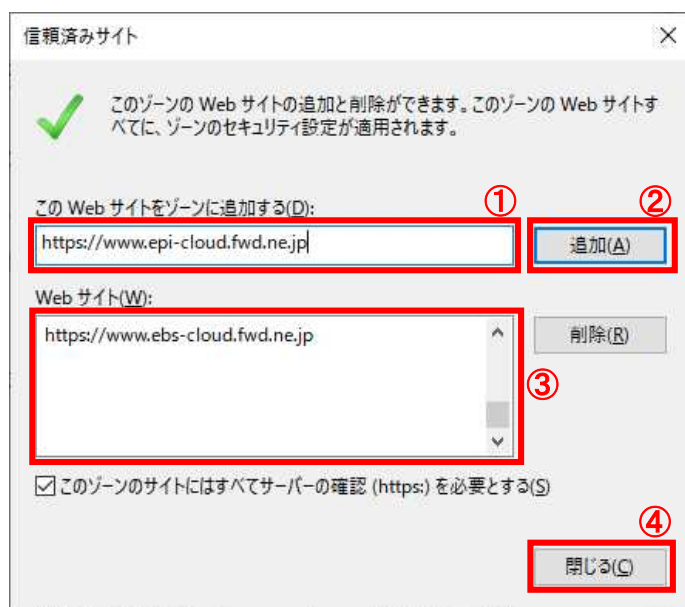 信頼済みサイト
このゾーンの Web サイトの追加と削除ができます。このゾーンの Web サイトす
べてに、ゾーンのセキュリティ設定が適用されます。
この Web サイトをゾーンに追加する(D):
①
②
https://www.epi-cloud.fwd.ne.jp
追加(A)
Web サイト(W):
https://www.ebs-cloud.fwd.ne.jp
削除(R)
③
このゾーンのサイトにはすべてサーバーの確認 (https:) を必要とする(S)
④
閉じる(C)